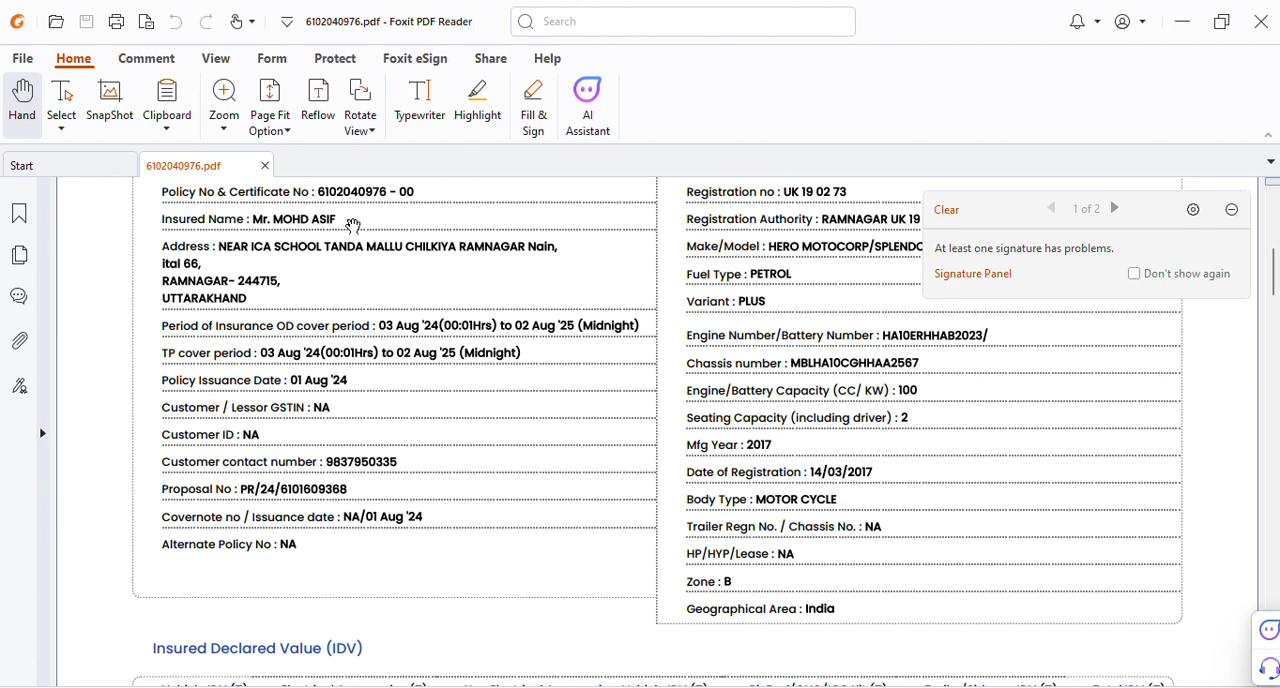 6102040976.pdf - Foxit PDF Reader
Search
File Home Comment View Form Protect Foxit eSign Share Help
Hand Select SnapShot Clipboard Zoom Page Fit Option Reflow Rotate View Typewriter Highlight Fill & Sign AI Assistant
Start 6102040976.pdf
Policy No & Certificate No : 6102040976 - 00
Insured Name : Mr. MOHD ASIF
Address : NEAR ICA SCHOOL TANDA MALLU CHILKIYA RAMNAGAR Nain,
ital 66,
RAMNAGAR- 244715,
UTTARAKHAND
Period of Insurance OD cover period : 03 Aug '24(00:01Hrs) to 02 Aug '25 (Midnight)
TP cover period : 03 Aug '24(00:01Hrs) to 02 Aug '25 (Midnight)
Policy Issuance Date : 01 Aug '24
Customer / Lessor GSTIN : NA
Customer ID : NA
Customer contact number : 9837950335
Proposal No : PR/24/6101609368
Covernote no / Issuance date : NA/01 Aug '24
Alternate Policy No : NA
Registration no : UK 19 02 73
Registration Authority : RAMNAGAR UK 19
Make/Model : HERO MOTOCORP/SPLENDO
Fuel Type : PETROL
Variant : PLUS
Engine Number/Battery Number : HA10ERHHAB2023/
Chassis number : MBLHA10CGHHAA2567
Engine/Battery Capacity (CC/ KW) : 100
Seating Capacity (including driver) : 2
Mfg Year : 2017
Date of Registration : 14/03/2017
Body Type : MOTOR CYCLE
Trailer Regn No. / Chassis No. : NA
HP/HYP/Lease : NA
Zone : B
Geographical Area : India
Clear 1 of 2
At least one signature has problems.
Signature Panel Don't show again
Insured Declared Value (IDV)